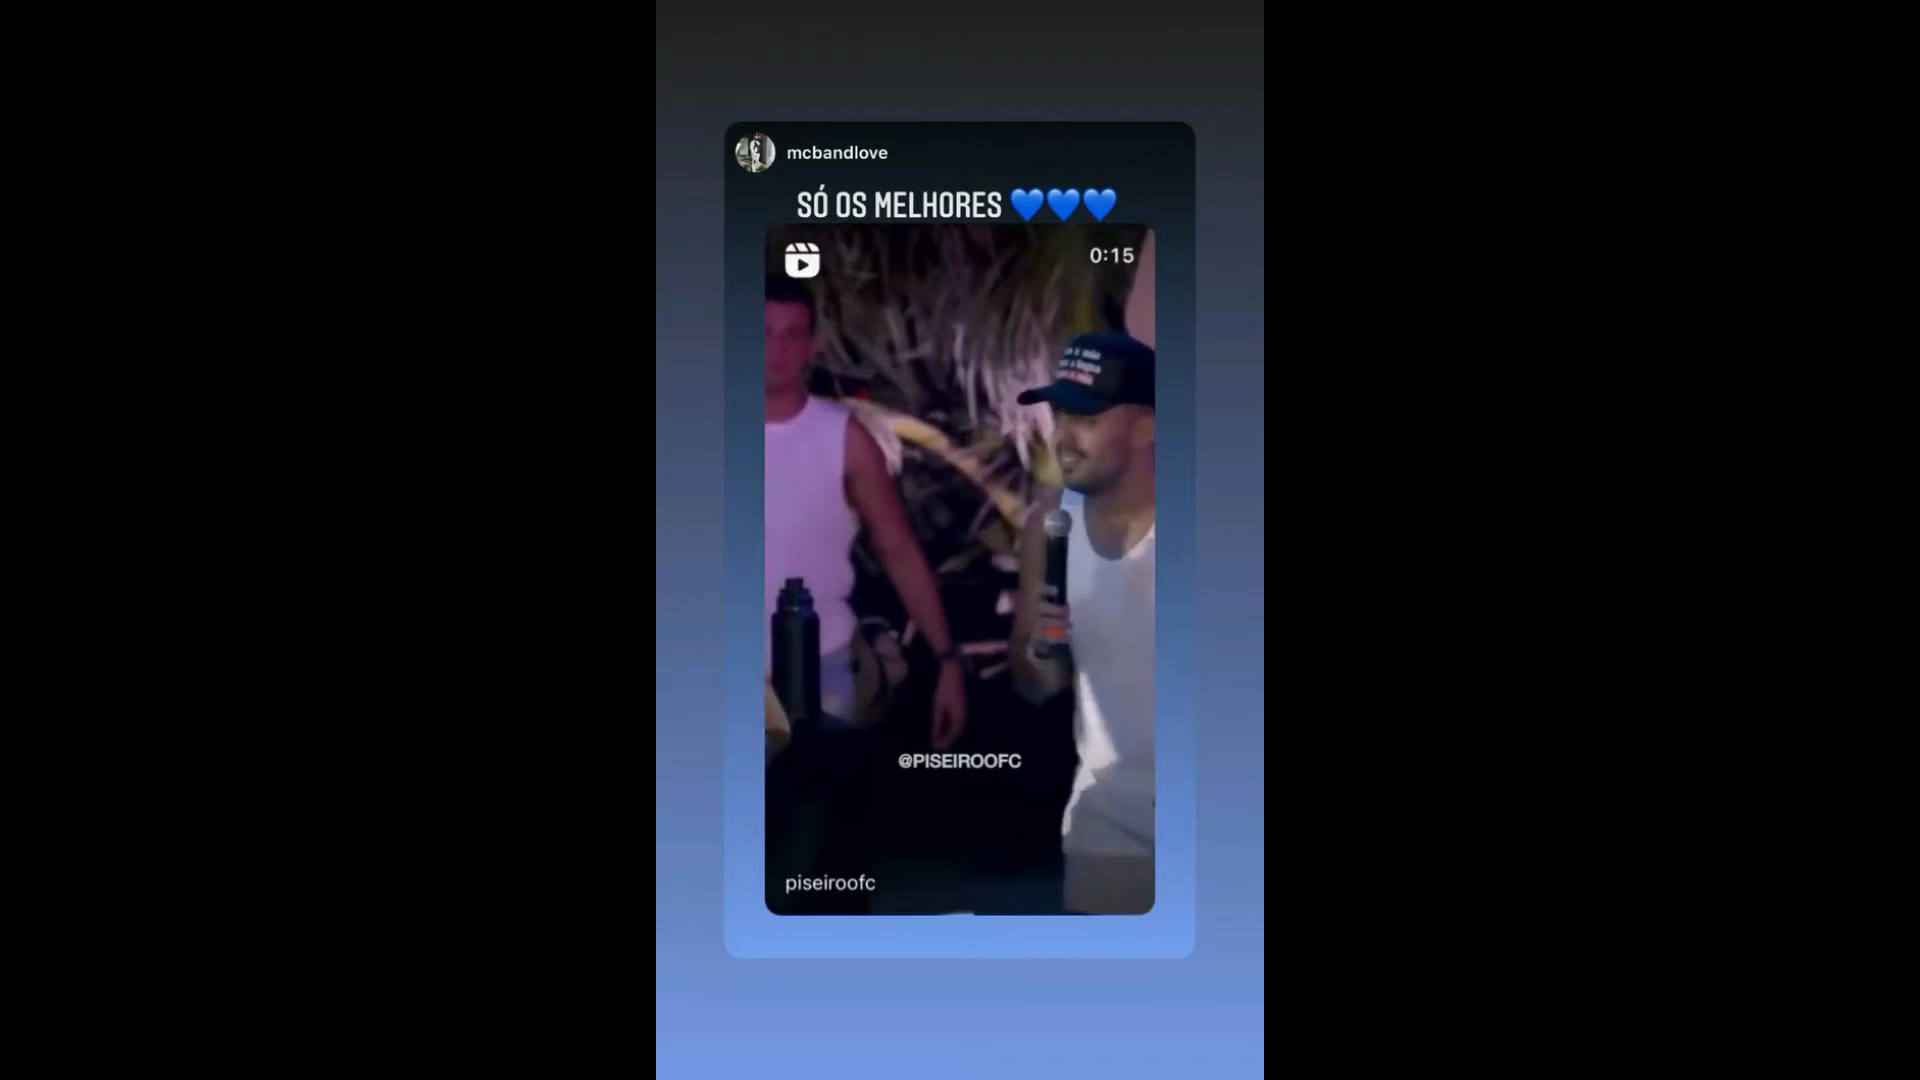 mcbandlove
SÓ OS MELHORES 💙💙💙
0:15
@PISEIROOFC
piseiroofc